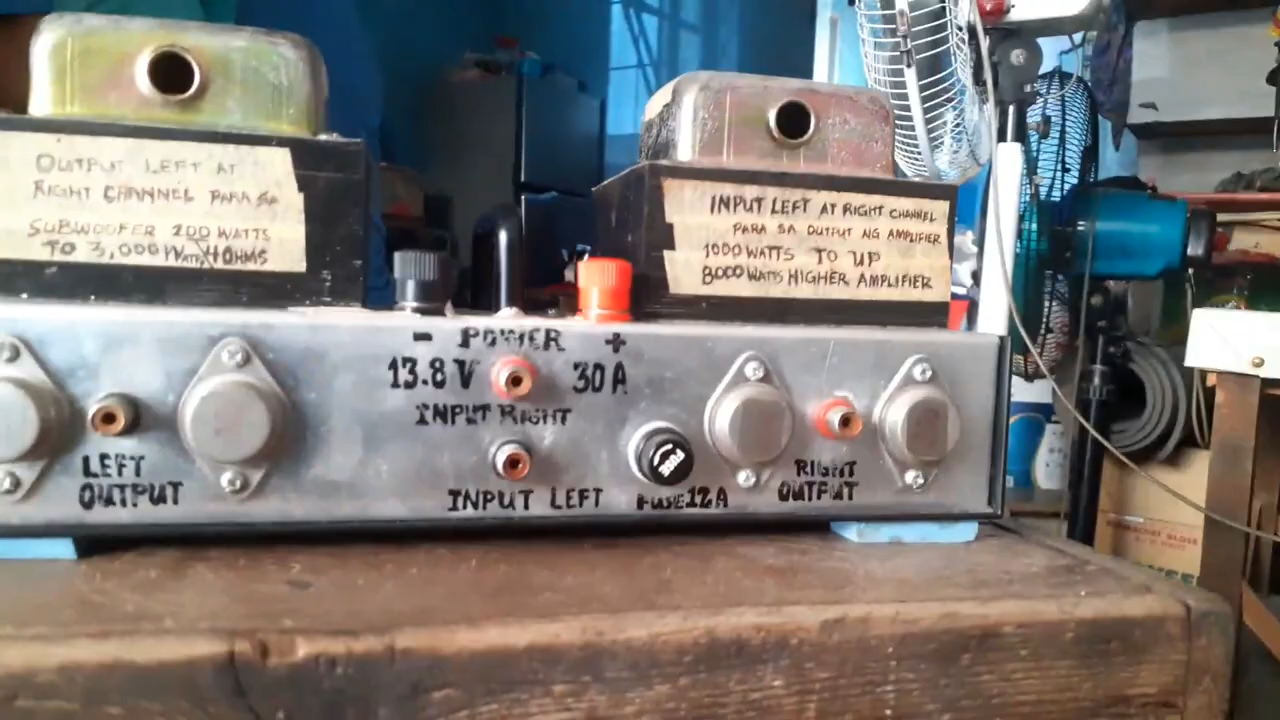 OUTPUT LEFT AT
RIGHT CHANNEL PARA SA
SUBWOOFER 200 WATTS
TO 3,000 WATTS 4 OHMS
INPUT LEFT AT RIGHT CHANNEL
PARA SA OUTPUT NG AMPLIFIER
1000 WATTS TO UP
8000 WATTS HIGHER AMPLIFIER
- POWER +
13.8 V 30 A
INPUT RIGHT
INPUT LEFT
LEFT
OUTPUT
FUSE
FUSE 12A
RIGHT
OUTPUT